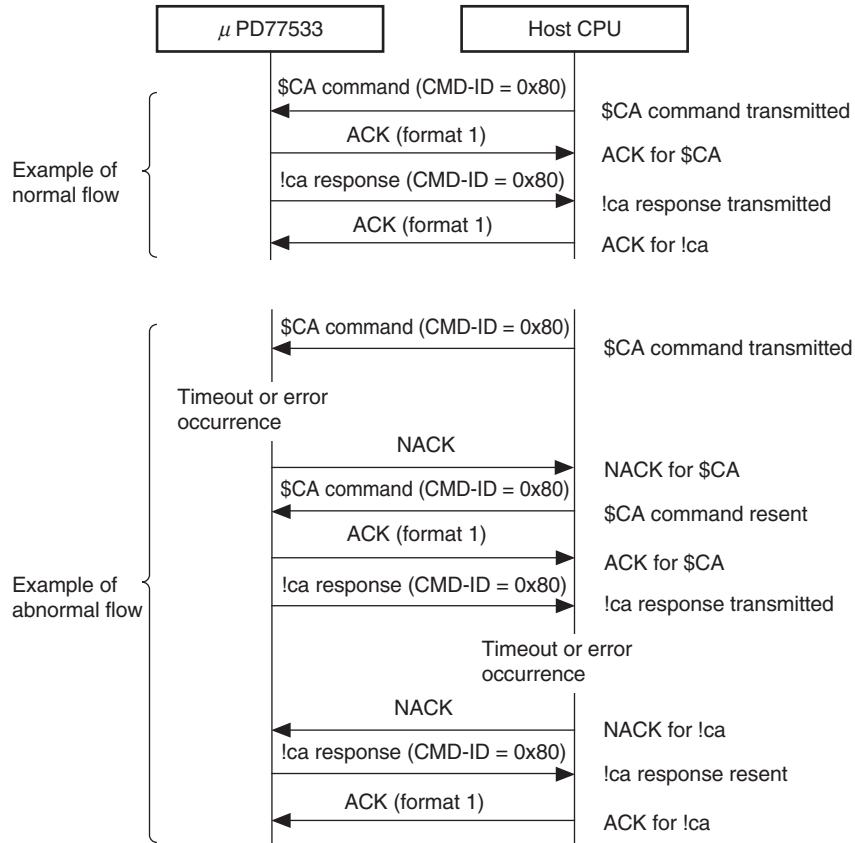 μ PD77533
Host CPU
$CA command (CMD-ID = 0x80)
$CA command transmitted
ACK (format 1)
ACK for $CA
Example of
normal flow
!ca response (CMD-ID = 0x80)
!ca response transmitted
ACK (format 1)
ACK for !ca
$CA command (CMD-ID = 0x80)
$CA command transmitted
Timeout or error
occurrence
NACK
NACK for $CA
$CA command (CMD-ID = 0x80)
$CA command resent
ACK (format 1)
ACK for $CA
Example of
abnormal flow
!ca response (CMD-ID = 0x80)
!ca response transmitted
Timeout or error
occurrence
NACK
NACK for !ca
!ca response (CMD-ID = 0x80)
!ca response resent
ACK (format 1)
ACK for !ca